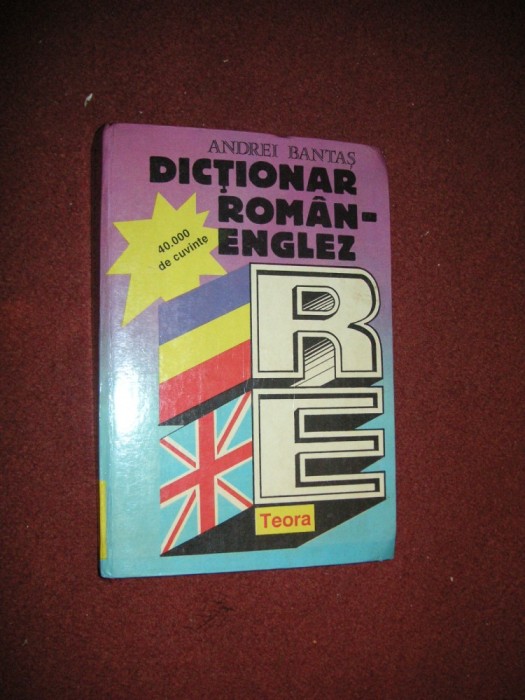 ANDREI BANTAȘ
DICȚIONAR
ROMÂN-
ENGLEZ
40.000
de cuvinte
R
E
Teora